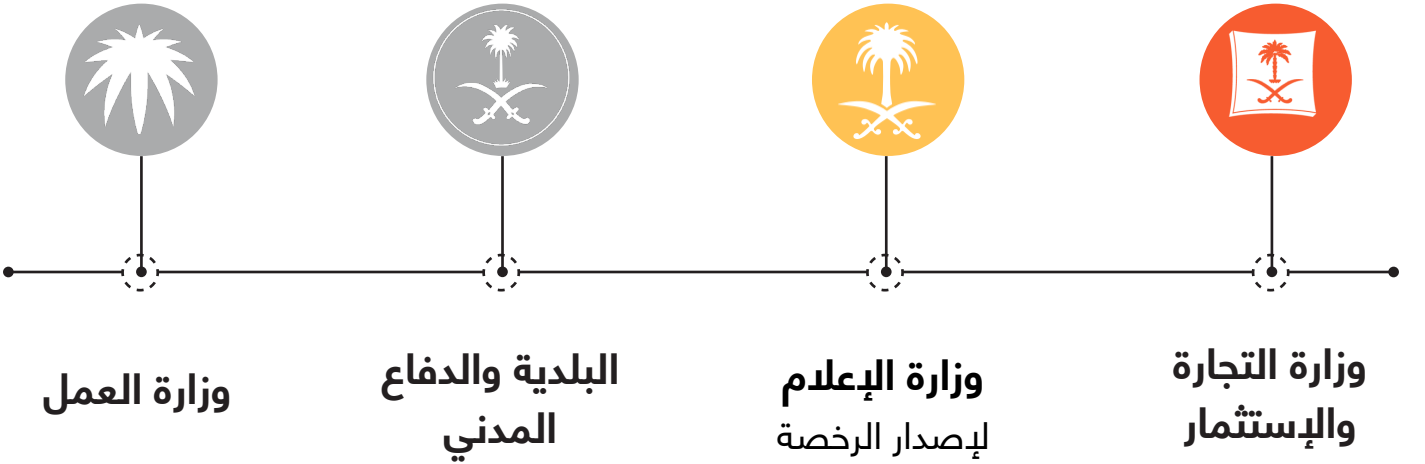 وزارة التجارة
والإستثمار
وزارة الإعلام
لإصدار الرخصة
البلدية والدفاع
المدني
وزارة العمل